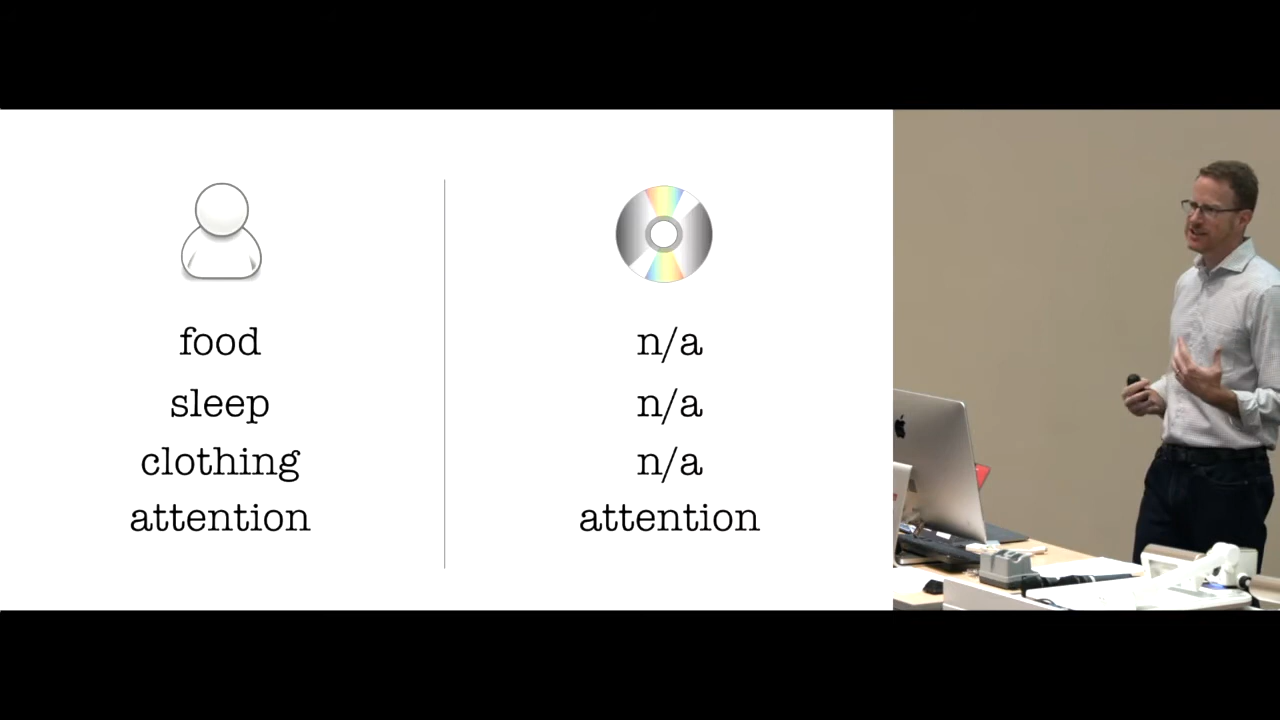 food
n/a
sleep
n/a
clothing
n/a
attention
attention